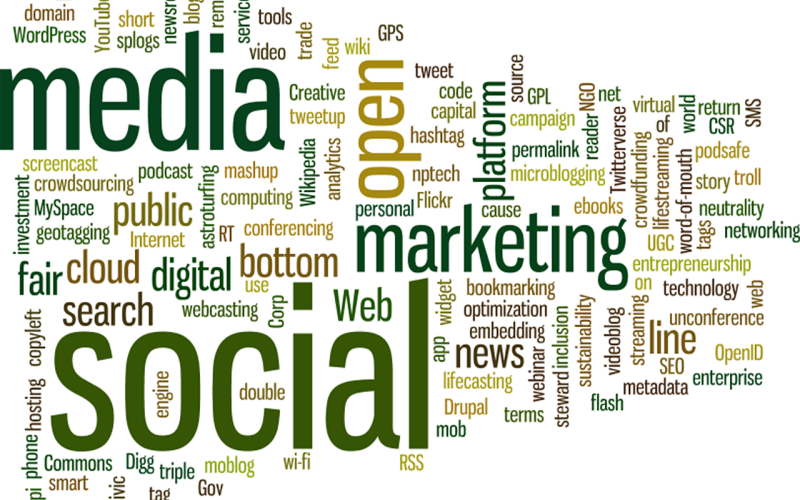 domain
WordPress
YouTube
short
splogs
tools
video
trade
feed
wiki
GPS
media
Creative
tweetup
open
tweet
code
capital
hashtag
nptech
Flickr
platform
source
GPL
campaign
NGO
net
reader
permalink
microblogging
Twitterverse
virtual
of
world
return
CSR
SMS
podsafe
story
troll
neutrality
networking
tags
word-of-mouth
lifestreaming
crowdfunding
UGC
ebooks
cause
personal
marketing
entrepreneurship
screencast
crowdsourcing
podcast
mashup
computing
Wikipedia
analytics
investment
MySpace
geotagging
public
Internet
astroturfing
RT
conferencing
fair
cloud
digital
bottom
use
search
webcasting
Corp
Web
widget
bookmarking
optimization
embedding
on
technology
web
unconference
line
OpenID
SEO
enterprise
metadata
streaming
videoblog
sustainability
inclusion
steward
webinar
flash
news
app
lifecasting
Drupal
terms
mob
social
engine
double
copyleft
hosting
phone
Commons
smart
Digg
triple
moblog
wi-fi
RSS
tag
Gov